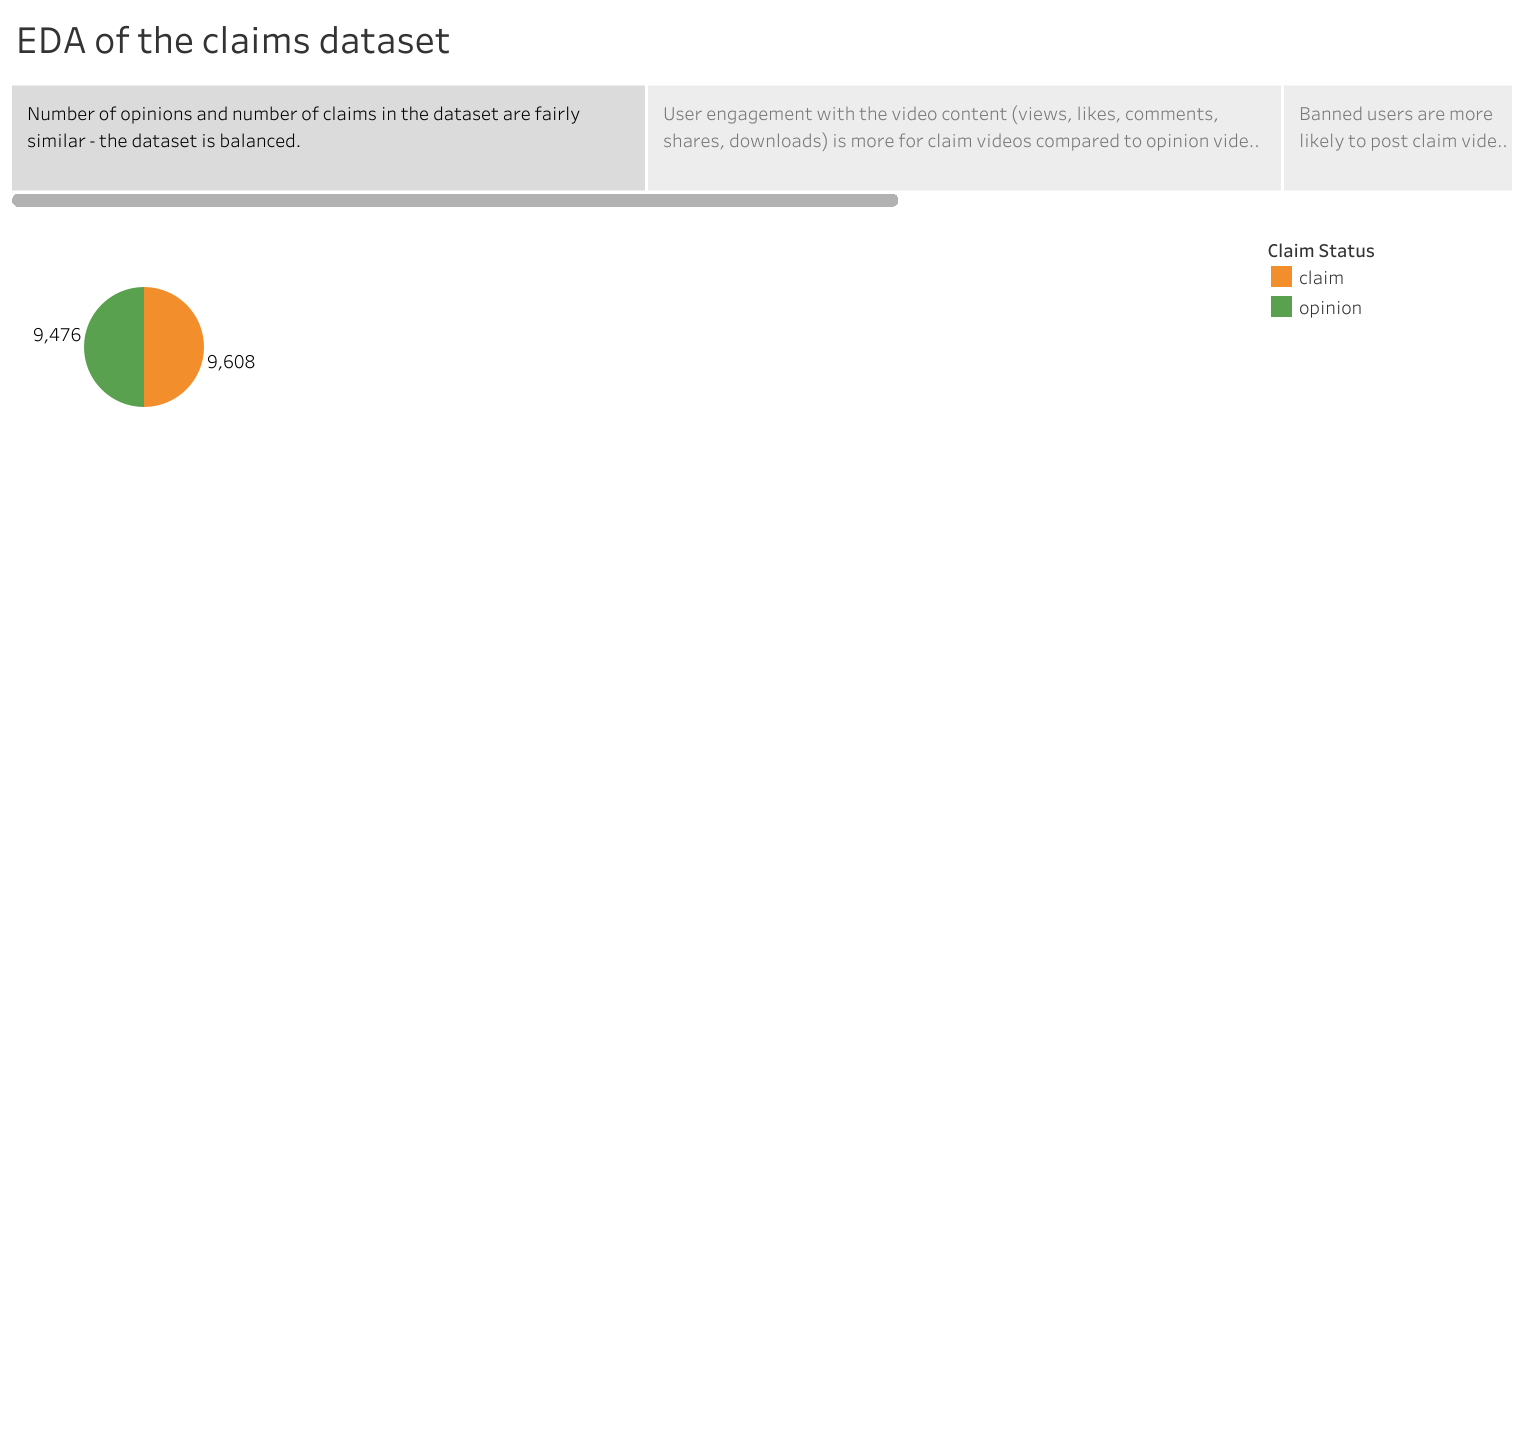 EDA of the claims dataset
Number of opinions and number of claims in the dataset are fairly
similar - the dataset is balanced.
User engagement with the video content (views, likes, comments,
shares, downloads) is more for claim videos compared to opinion vide..
Banned users are more
likely to post claim vide..
Claim Status
claim
opinion
9,476
9,608